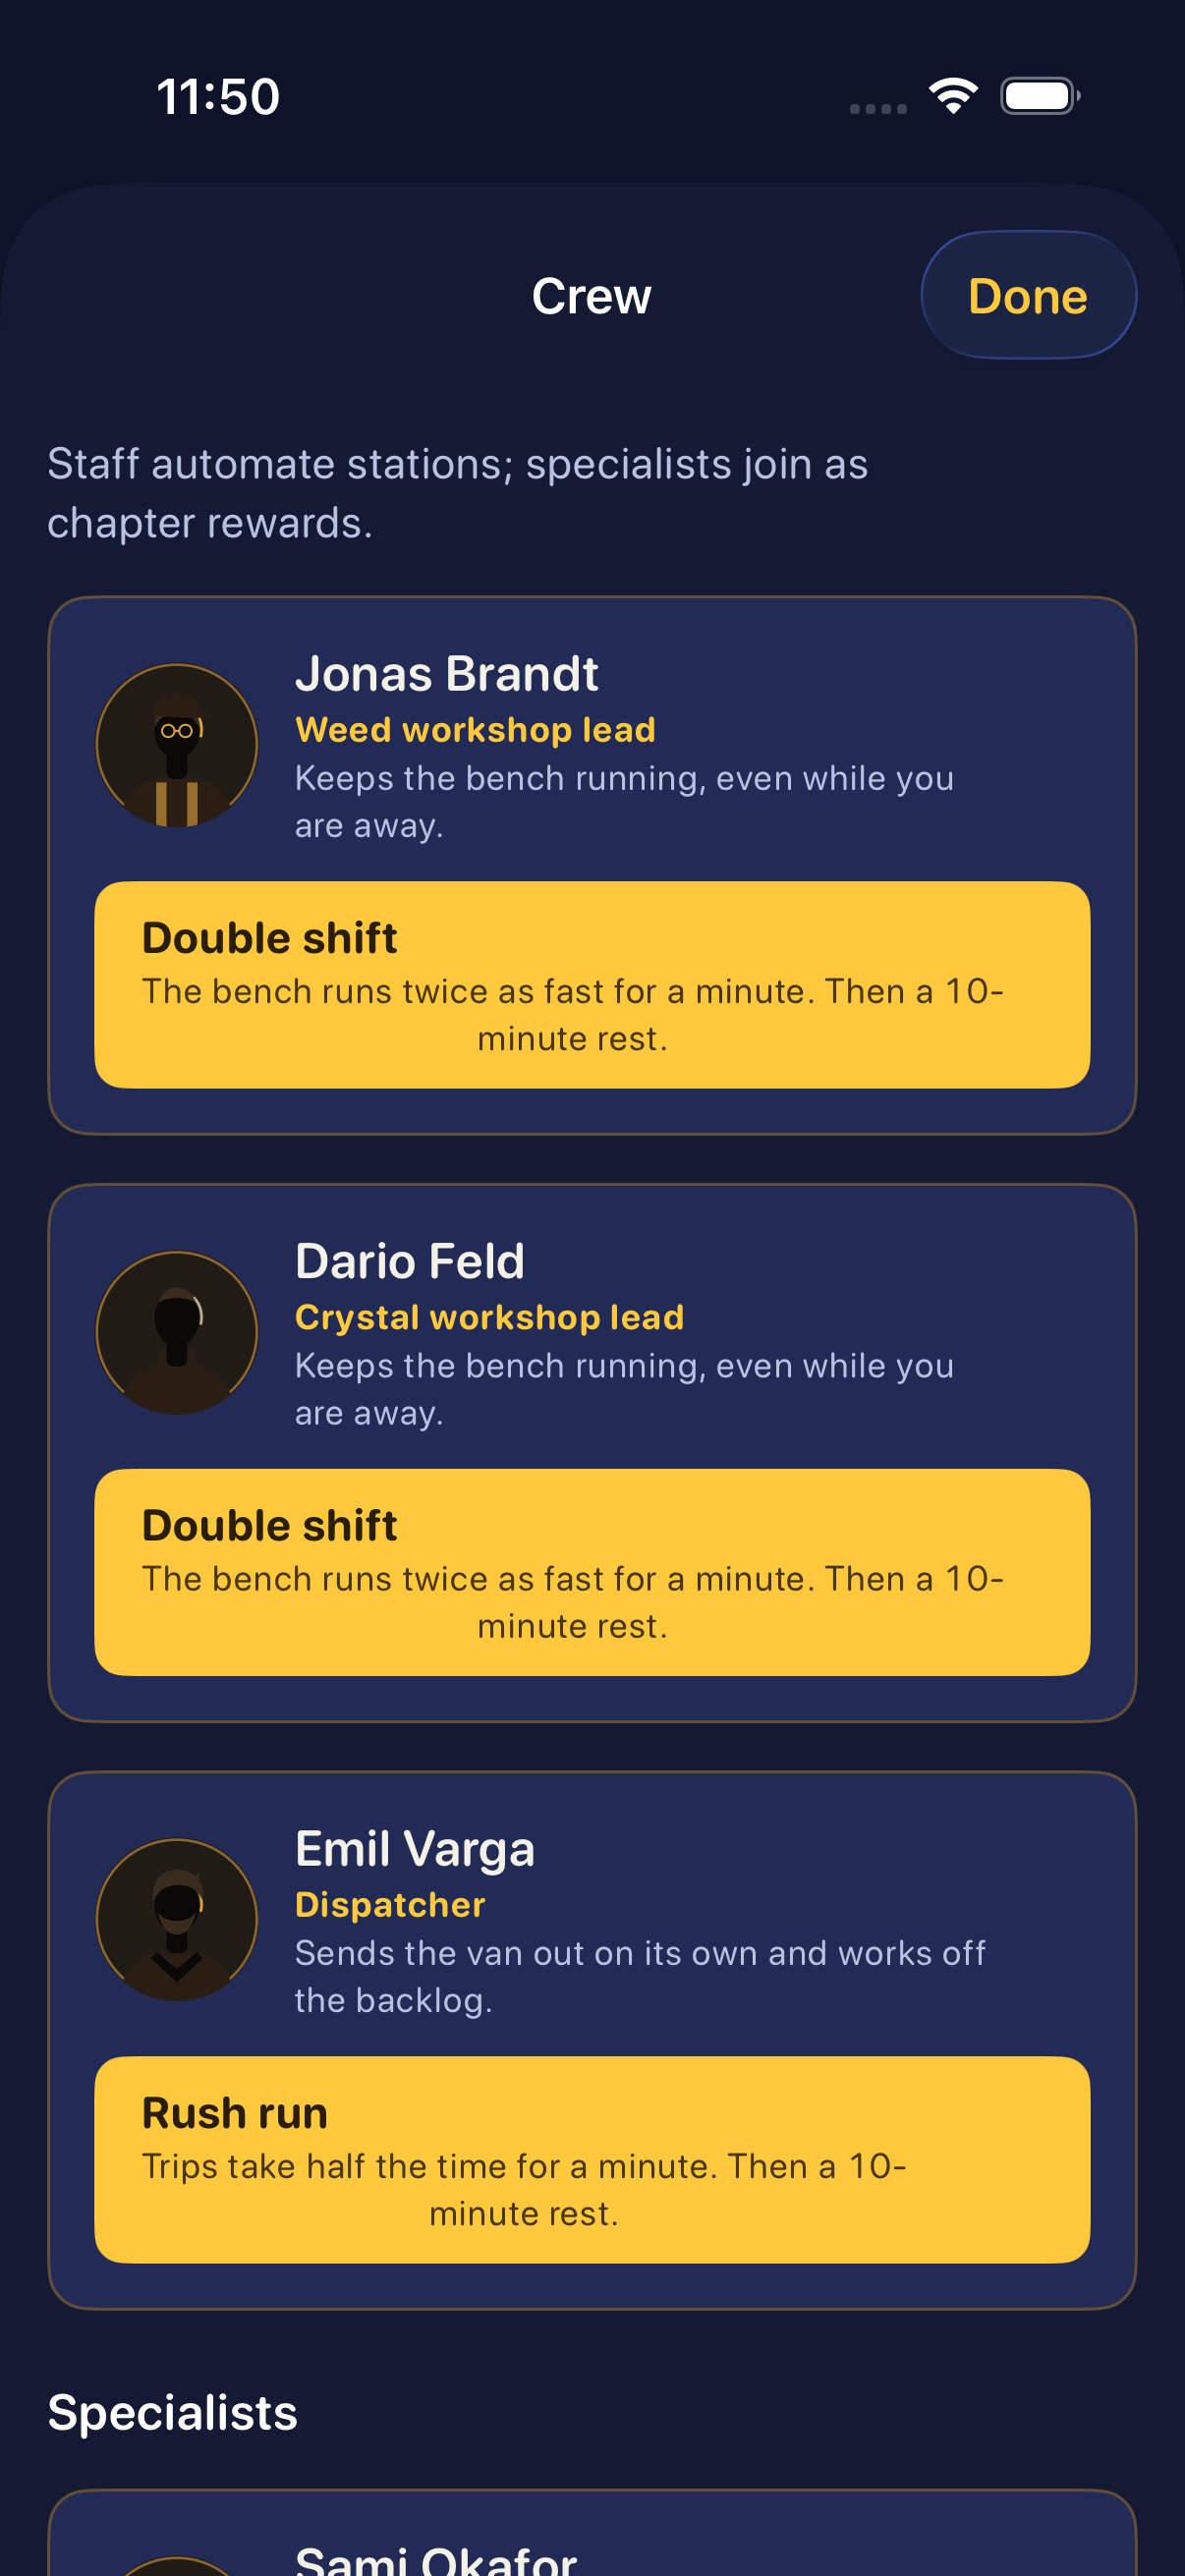 11:50
Crew
Done
Staff automate stations; specialists join as
chapter rewards.
Jonas Brandt
Weed workshop lead
Keeps the bench running, even while you
are away.
Double shift
The bench runs twice as fast for a minute. Then a 10-
minute rest.
Dario Feld
Crystal workshop lead
Keeps the bench running, even while you
are away.
Double shift
The bench runs twice as fast for a minute. Then a 10-
minute rest.
Emil Varga
Dispatcher
Sends the van out on its own and works off
the backlog.
Rush run
Trips take half the time for a minute. Then a 10-
minute rest.
Specialists
Sami Okafor